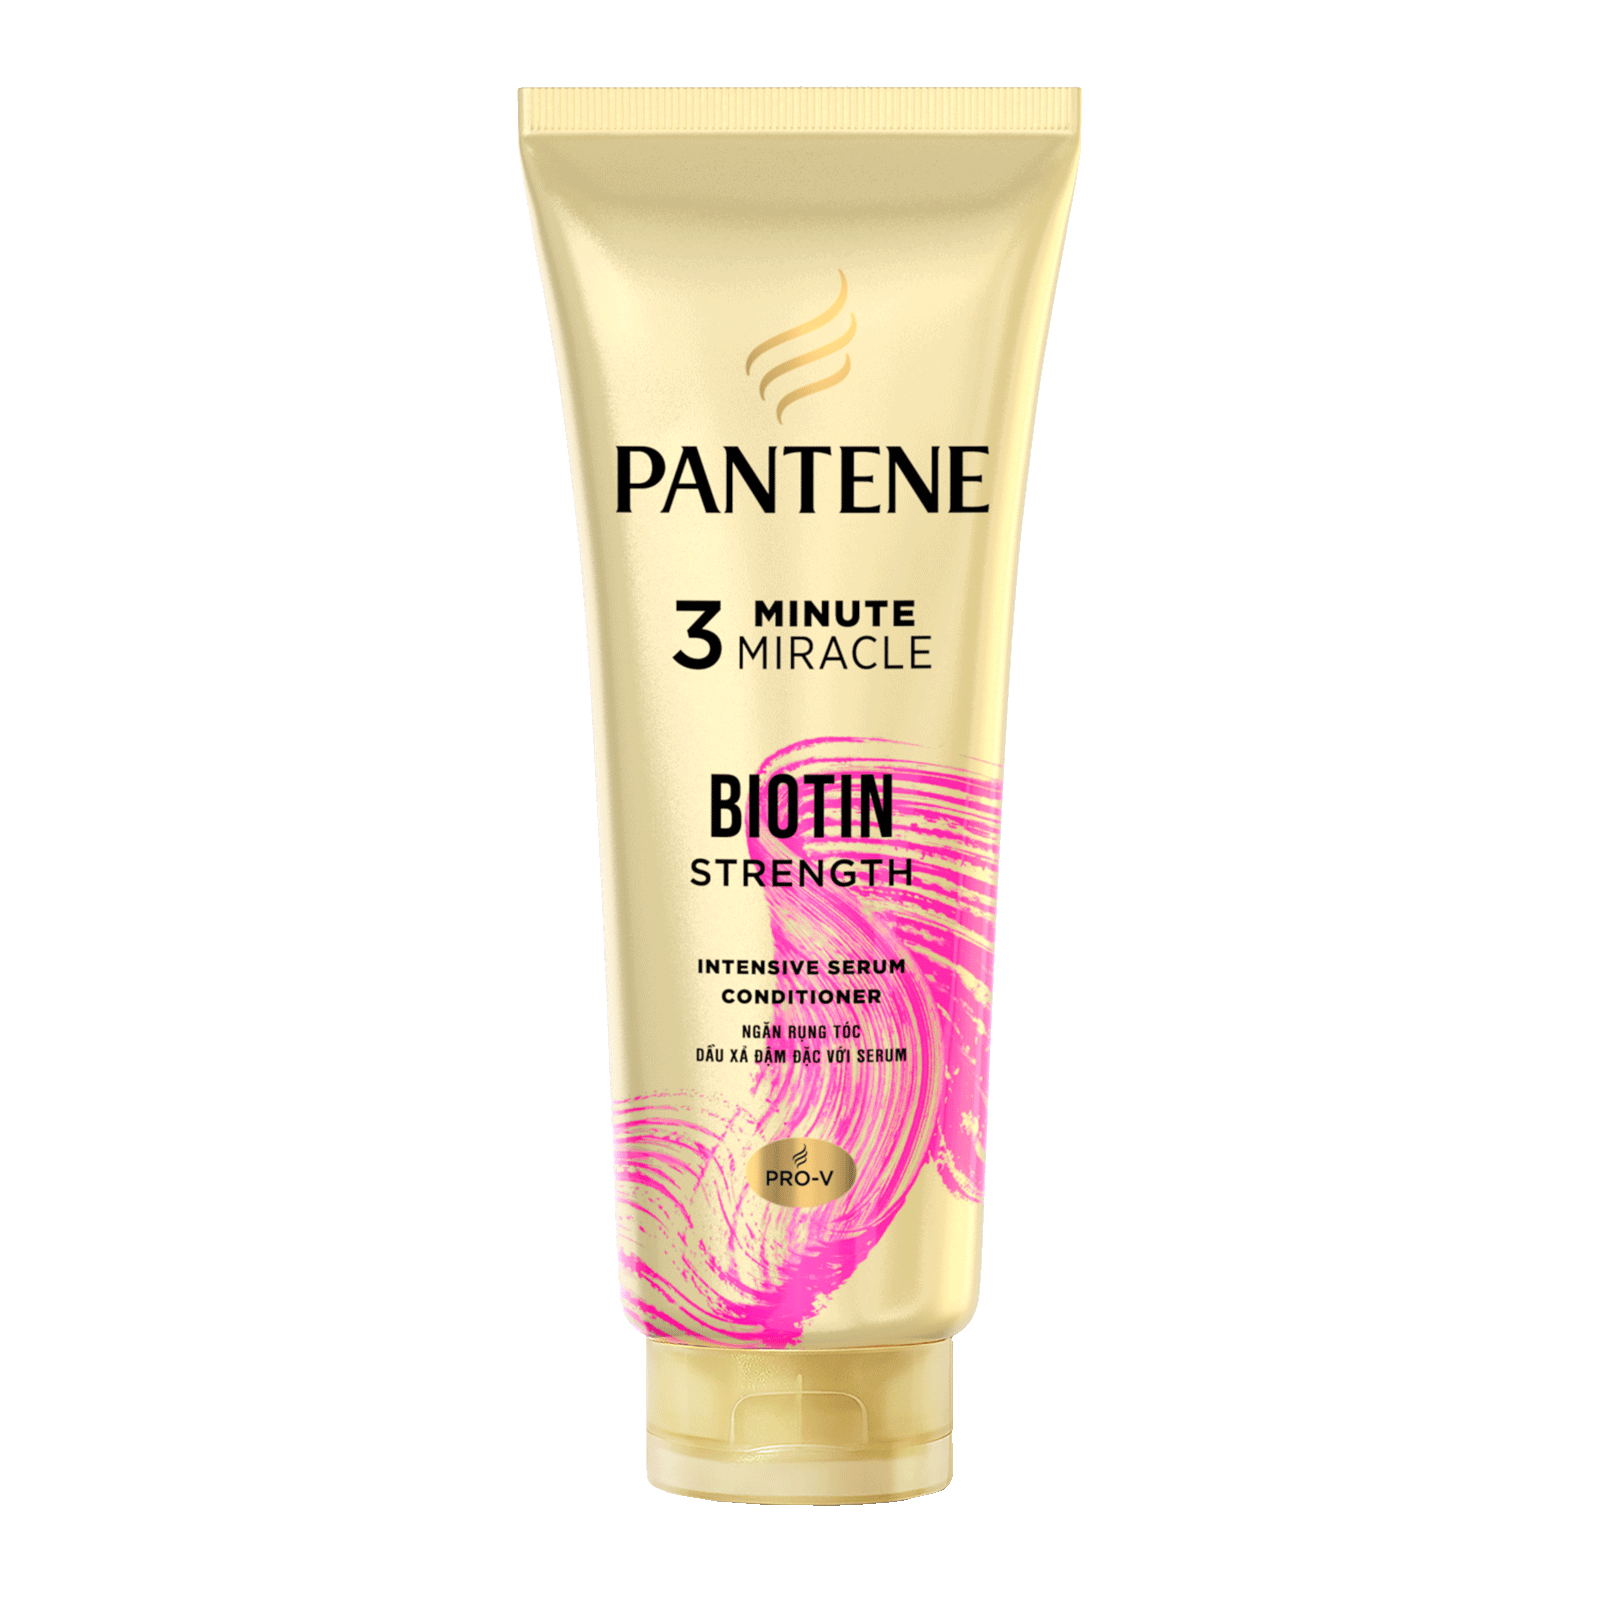 PANTENE
3 MINUTE
MIRACLE
BIOTIN
STRENGTH
INTENSIVE SERUM
CONDITIONER
NGĂN RỤNG TÓC
DẦU XẢ ĐẬM ĐẶC VỚI SERUM
PRO-V